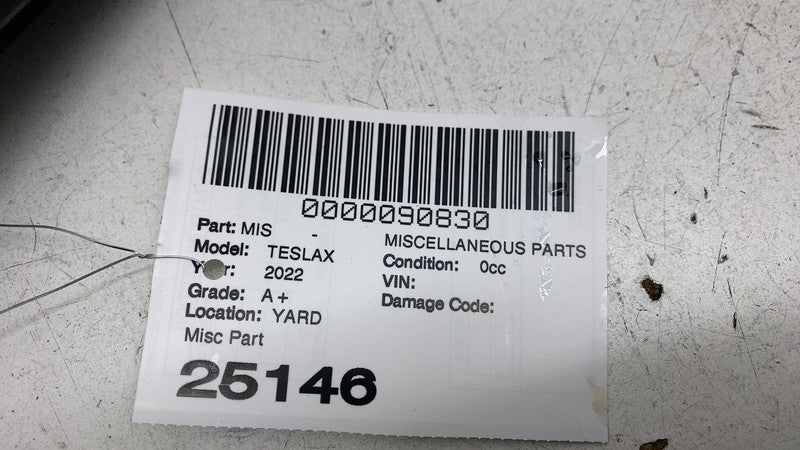 0000090830
Part: MIS - MISCELLANEOUS PARTS
Model: TESLAX Condition: 0cc
2022 VIN:
Grade: A+ Damage Code:
Location: YARD
Misc Part
25146